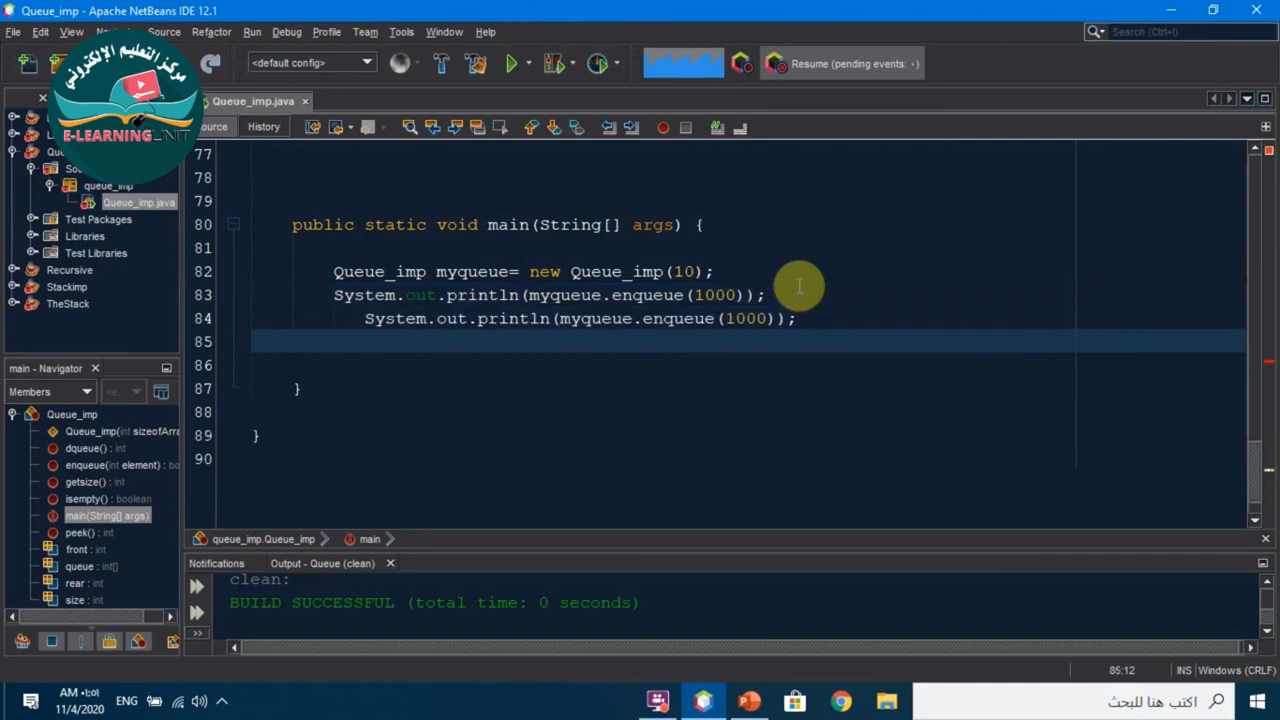 Queue_imp - Apache NetBeans IDE 12.1
File Edit View Source Refactor Run Debug Profile Team Tools Window Help
Search (Ctrl+I)
<default config>
Resume (pending events: ٠)
مركز التعليم الإلكتروني
E-LEARNING UNIT
Queue_imp.java
Source History
queue_imp
Queue_imp.java
Test Packages
Libraries
Test Libraries
Recursive
Stackimp
TheStack
77
78
79
80 public static void main(String[] args) {
81
82 Queue_imp myqueue= new Queue_imp(10);
83 System.out.println(myqueue.enqueue(1000));
84 System.out.println(myqueue.enqueue(1000));
85
86
87 }
88
89 }
90
main - Navigator
Members
Queue_imp
Queue_imp(int sizeofArra
dqueue() : int
enqueue(int element) : bo
getsize() : int
isempty() : boolean
main(String[] args)
peek() : int
front : int
queue : int[]
rear : int
size : int
queue_imp.Queue_imp main
Notifications Output - Queue (clean)
clean:
BUILD SUCCESSFUL (total time: 0 seconds)
85:12 INS Windows (CRLF)
AM ١:٥١
11/4/2020
ENG
اكتب هنا للبحث